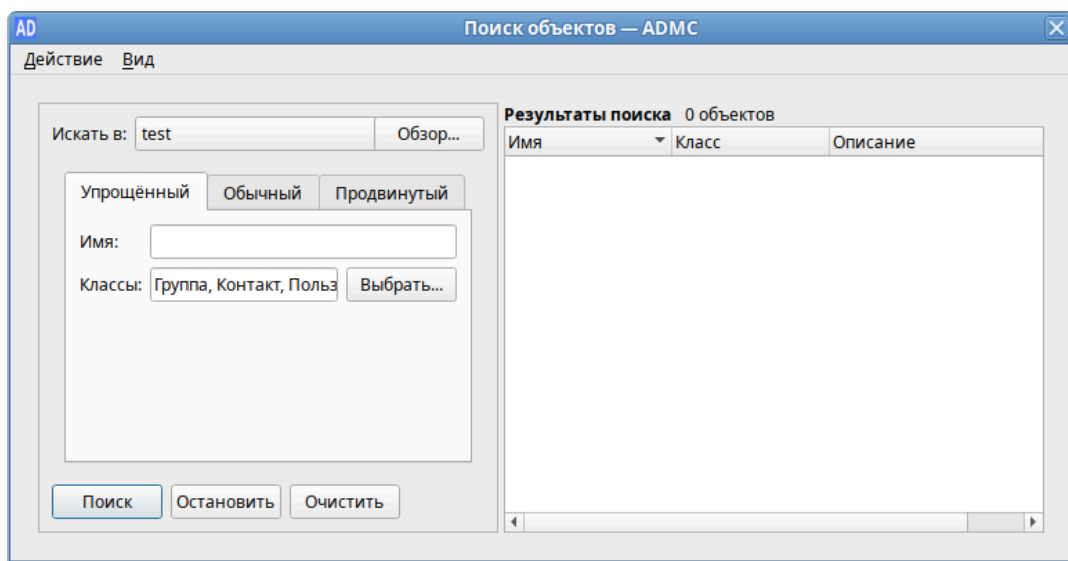 AD Поиск объектов — ADMC
Действие Вид
Искать в: test Обзор...
Упрощённый Обычный Продвинутый
Имя:
Классы: Группа, Контакт, Польз Выбрать...
Поиск Остановить Очистить
Результаты поиска 0 объектов
Имя Класс Описание